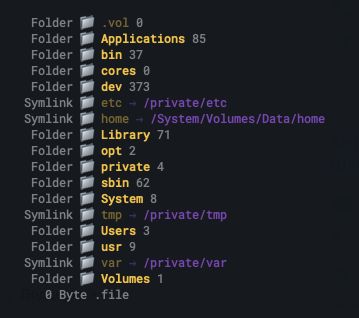 Folder 📁 .vol 0
Folder 📁 Applications 85
Folder 📁 bin 37
Folder 📁 cores 0
Folder 📁 dev 373
Symlink 📁 etc → /private/etc
Symlink 📁 home → /System/Volumes/Data/home
Folder 📁 Library 71
Folder 📁 opt 2
Folder 📁 private 4
Folder 📁 sbin 62
Folder 📁 System 8
Symlink 📁 tmp → /private/tmp
Folder 📁 Users 3
Folder 📁 usr 9
Symlink 📁 var → /private/var
Folder 📁 Volumes 1
0 Byte .file